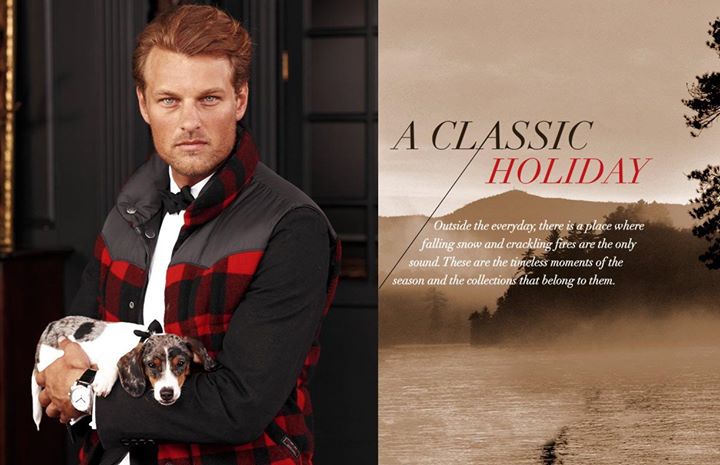 A CLASSIC
HOLIDAY
Outside the everyday, there is a place where
falling snow and crackling fires are the only
sound. These are the timeless moments of the
season and the collections that belong to them.